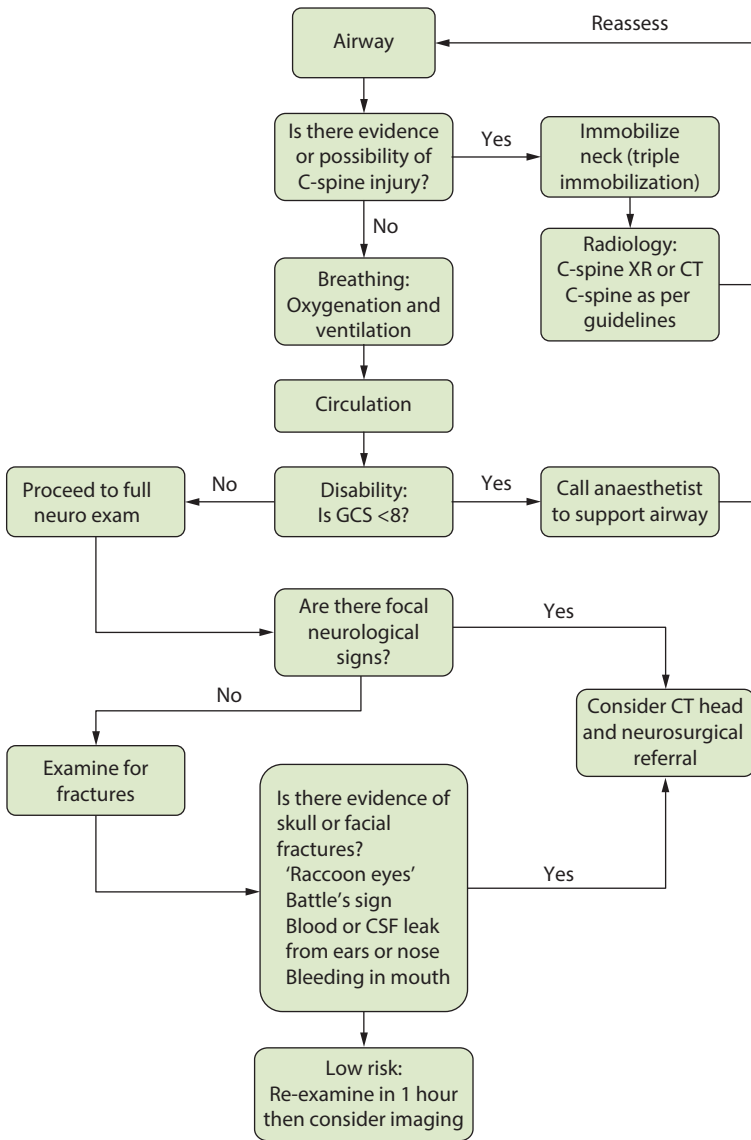 Airway
Reassess
Is there evidence
or possibility of
C-spine injury?
Yes
Immobilize
neck (triple
immobilization)
No
Radiology:
C-spine XR or CT
C-spine as per
guidelines
Breathing:
Oxygenation and
ventilation
Circulation
Disability:
Is GCS <8?
No
Proceed to full
neuro exam
Yes
Call anaesthetist
to support airway
Are there focal
neurological
signs?
Yes
No
Consider CT head
and neurosurgical
referral
Examine for
fractures
Is there evidence of
skull or facial
fractures?
‘Raccoon eyes’
Battle’s sign
Blood or CSF leak
from ears or nose
Bleeding in mouth
Yes
Low risk:
Re-examine in 1 hour
then consider imaging